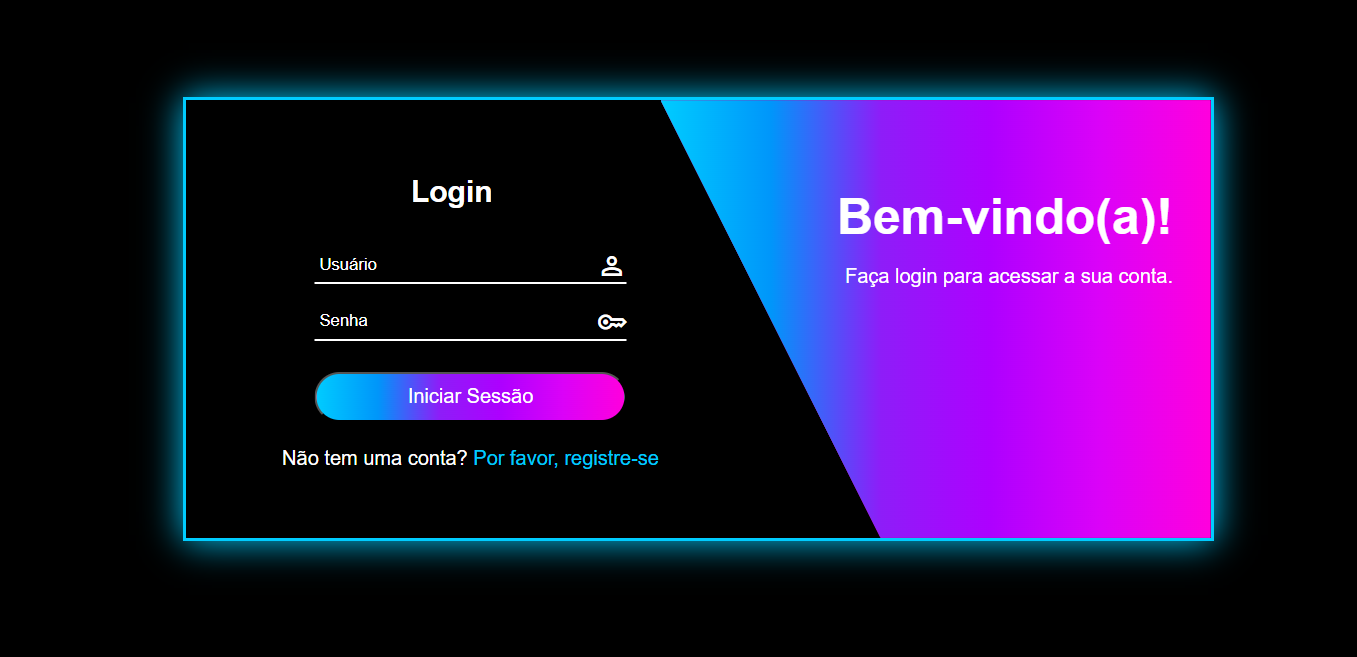 Login
Usuário
Senha
Iniciar Sessão
Não tem uma conta? Por favor, registre-se
Bem-vindo(a)!
Faça login para acessar a sua conta.